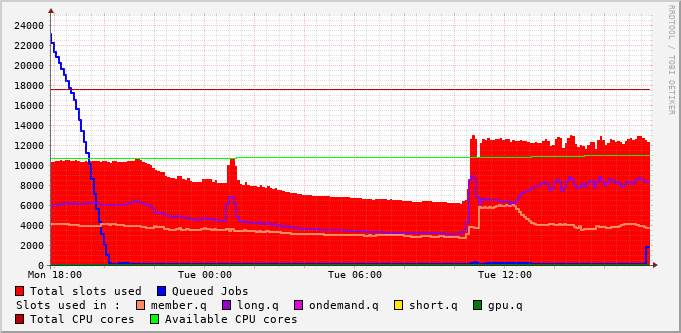 RRDTOOL / TOBI OETIKER
24000
22000
20000
18000
16000
14000
12000
10000
8000
6000
4000
2000
0
Mon 18:00 Tue 00:00 Tue 06:00 Tue 12:00
Total slots used Queued Jobs
Slots used in : member.q long.q ondemand.q short.q gpu.q
Total CPU cores Available CPU cores